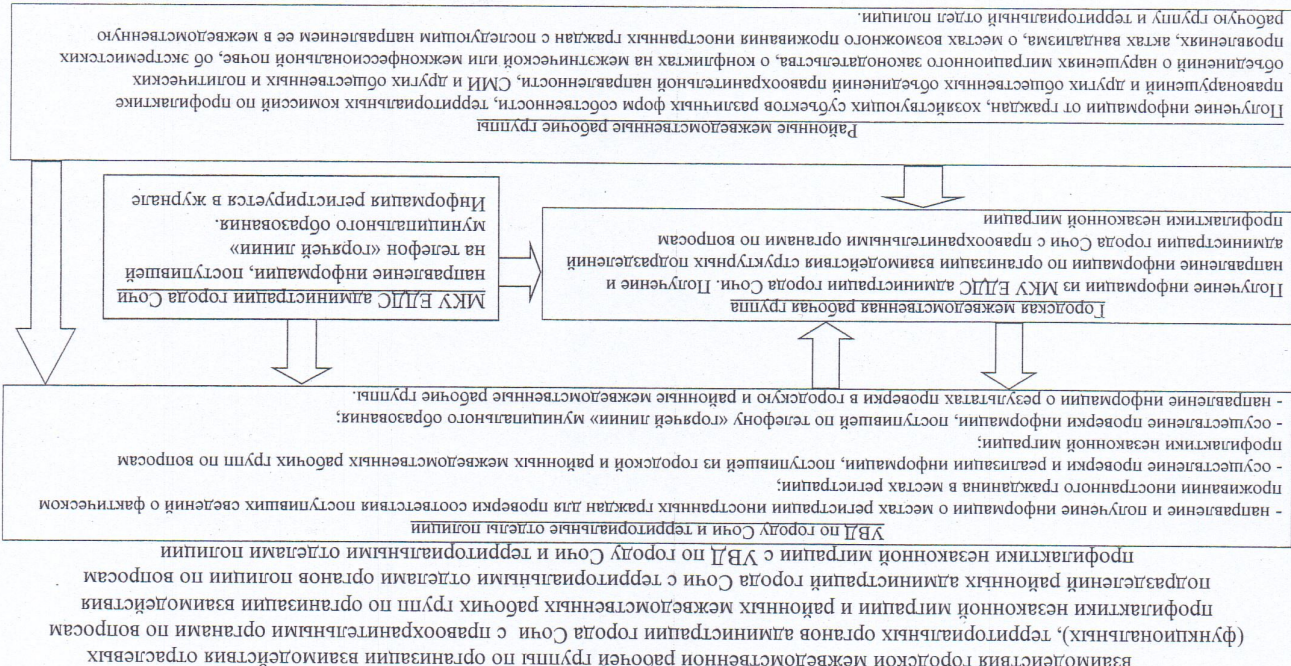 взаимодействия городской межведомственной рабочей группы по организации взаимодействия отраслевых
(функциональных), территориальных органов администрации города Сочи с правоохранительными органами по вопросам
профилактики незаконной миграции и районных межведомственных рабочих групп по организации взаимодействия
подразделений районных администраций города Сочи с территориальными отделами органов полиции по вопросам
профилактики незаконной миграции с УВД по городу Сочи и территориальными отделами полиции
УВД по городу Сочи и территориальные отделы полиции
- направление и получение информации о местах регистрации иностранных граждан для проверки соответствия поступивших сведений о фактическом
проживании иностранного гражданина в местах регистрации;
- осуществление проверки и реализации информации, поступившей из городской и районных межведомственных рабочих групп по вопросам
профилактики незаконной миграции;
- осуществление проверки информации, поступившей по телефону «горячей линии» муниципального образования;
- направление информации о результатах проверки в городскую и районные межведомственные рабочие группы.
МКУ ЕДДС администрации города Сочи
направление информации, поступившей
на телефон «горячей линии»
муниципального образования.
Информация регистрируется в журнале
Городская межведомственная рабочая группа
Получение информации из МКУ ЕДДС администрации города Сочи. Получение и
направление информации по организации взаимодействия структурных подразделений
администрации города Сочи с правоохранительными органами по вопросам
профилактики незаконной миграции
Районные межведомственные рабочие группы
Получение информации от граждан, хозяйствующих субъектов различных форм собственности, территориальных комиссий по профилактике
правонарушений и других общественных объединений правоохранительной направленности, СМИ и других общественных и политических
объединений о нарушениях миграционного законодательства, о конфликтах на межэтнической или межконфессиональной почве, об экстремистских
проявлениях, актах вандализма, о местах возможного проживания иностранных граждан с последующим направлением ее в межведомственную
рабочую группу и территориальный отдел полиции.